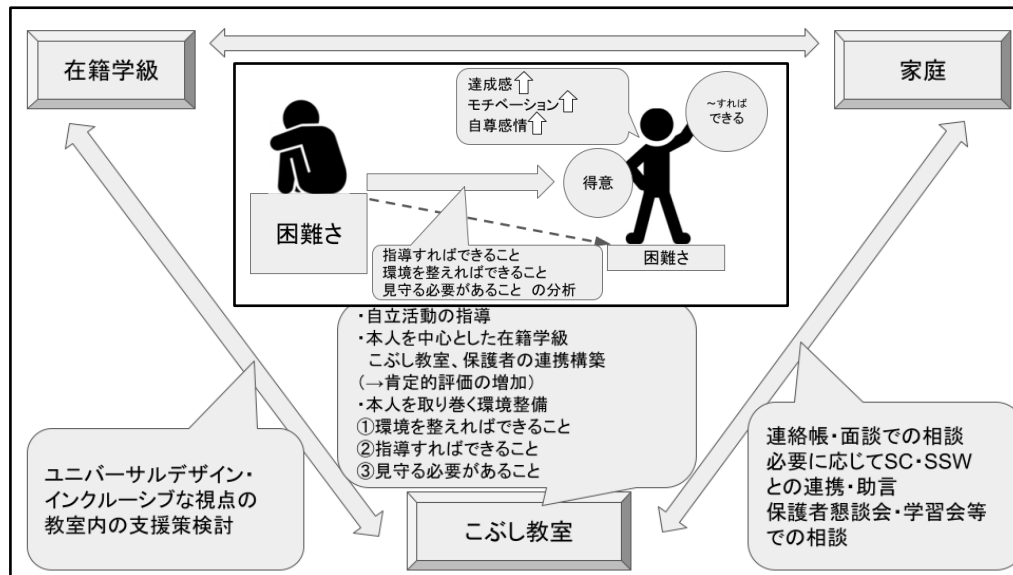 在籍学級
家庭
達成感
モチベーション
自尊感情
~すれば
できる
得意
困難さ
困難さ
指導すればできること
環境を整えればできること
見守る必要があること の分析
・自立活動の指導
・本人を中心とした在籍学級
こぶし教室、保護者の連携構築
(→肯定的評価の増加)
・本人を取り巻く環境整備
①環境を整えればできること
②指導すればできること
③見守る必要があること
ユニバーサルデザイン・
インクルーシブな視点の
教室内の支援策検討
連絡帳・面談での相談
必要に応じてSC・SSW
との連携・助言
保護者懇談会・学習会等
での相談
こぶし教室